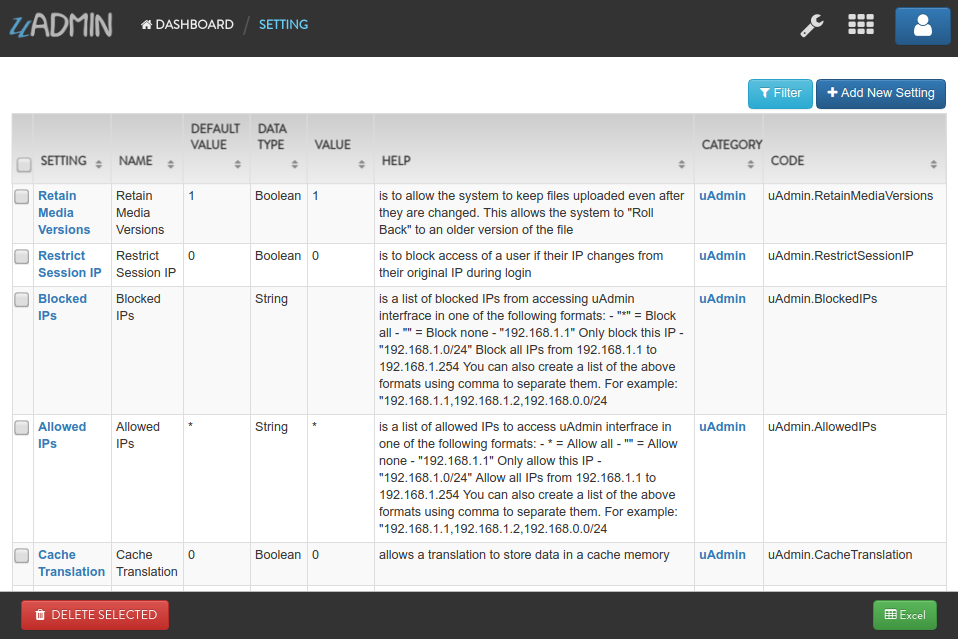 uADMIN DASHBOARD / SETTING
Filter + Add New Setting
SETTING NAME DEFAULT VALUE DATA TYPE VALUE HELP CATEGORY CODE
Retain Media Versions Retain Media Versions 1 Boolean 1 is to allow the system to keep files uploaded even after uAdmin uAdmin.RetainMediaVersions
they are changed. This allows the system to "Roll
Back" to an older version of the file
Restrict Session IP Restrict Session IP 0 Boolean 0 is to block access of a user if their IP changes from uAdmin uAdmin.RestrictSessionIP
their original IP during login
Blocked IPs Blocked IPs String is a list of blocked IPs from accessing uAdmin uAdmin uAdmin.BlockedIPs
interfrace in one of the following formats: - "*" = Block
all - "" = Block none - "192.168.1.1" Only block this IP -
"192.168.1.0/24" Block all IPs from 192.168.1.1 to
192.168.1.254 You can also create a list of the above
formats using comma to separate them. For example:
"192.168.1.1,192.168.1.2,192.168.0.0/24
Allowed IPs Allowed IPs * String * is a list of allowed IPs to access uAdmin interfrace in uAdmin uAdmin.AllowedIPs
one of the following formats: - * = Allow all - "" = Allow
none - "192.168.1.1" Only allow this IP -
"192.168.1.0/24" Allow all IPs from 192.168.1.1 to
192.168.1.254 You can also create a list of the above
formats using comma to separate them. For example:
"192.168.1.1,192.168.1.2,192.168.0.0/24
Cache Translation Cache Translation 0 Boolean 0 allows a translation to store data in a cache memory uAdmin uAdmin.CacheTranslation
DELETE SELECTED Excel